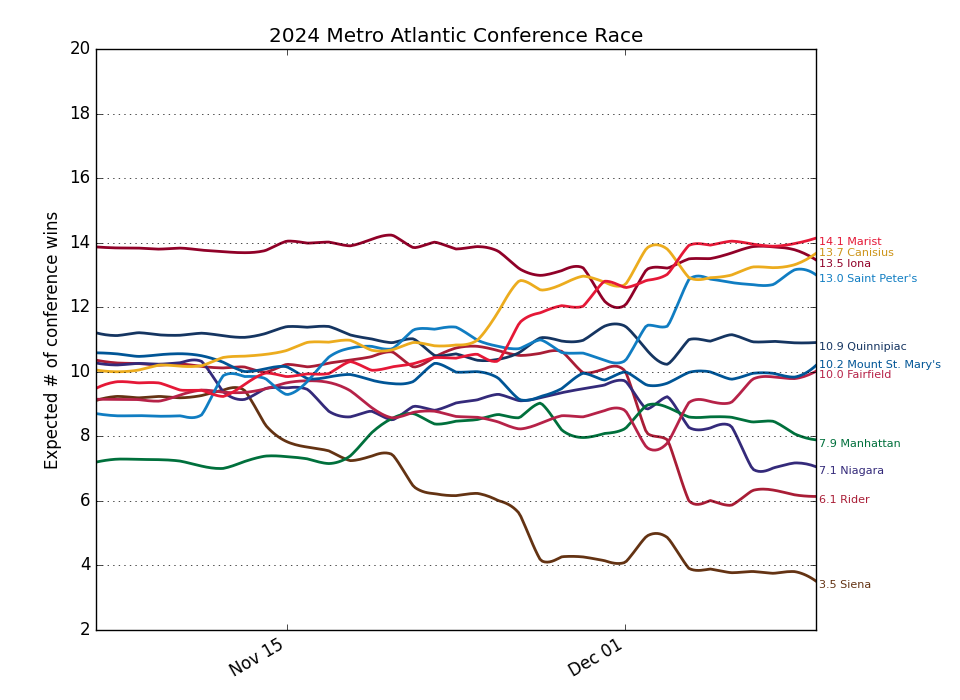 2024 Metro Atlantic Conference Race
Expected # of conference wins
20
18
16
14
12
10
8
6
4
2
Nov 15
Dec 01
14.1 Marist
13.7 Canisius
13.5 Iona
13.0 Saint Peter's
10.9 Quinnipiac
10.2 Mount St. Mary's
10.0 Fairfield
7.9 Manhattan
7.1 Niagara
6.1 Rider
3.5 Siena